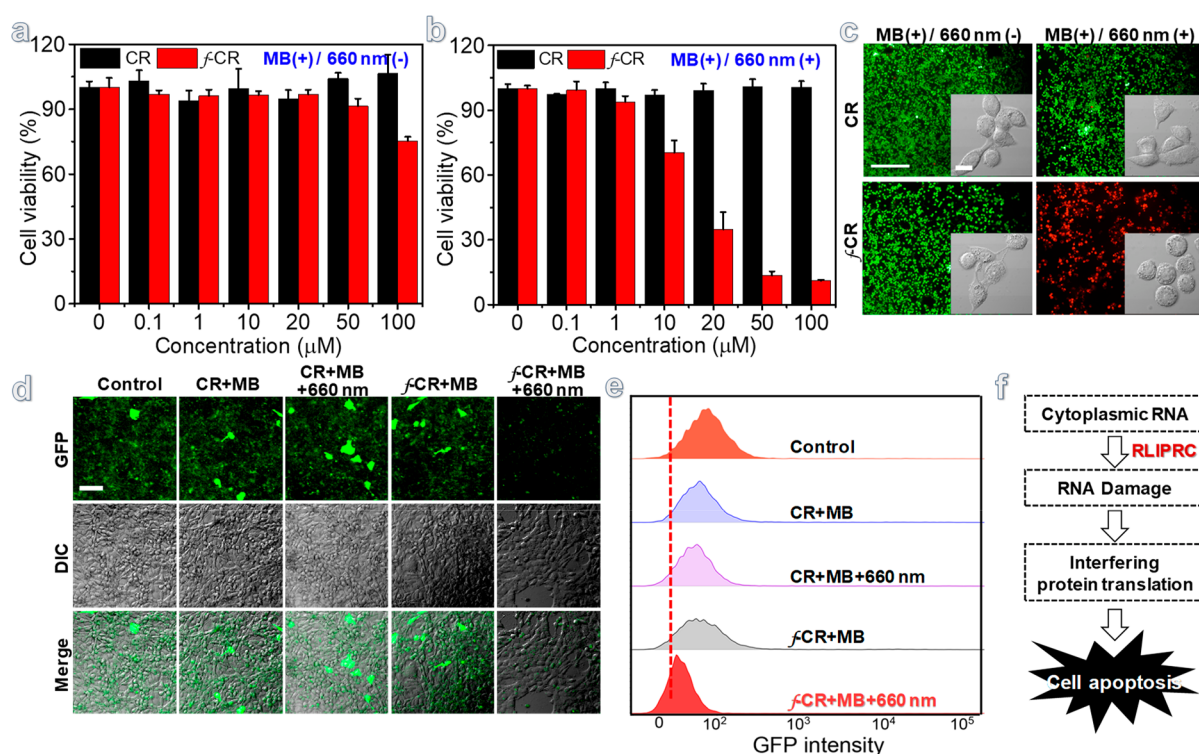 a
120
90
60
30
0
Cell viability (%)
CR
f-CR
MB(+) / 660 nm (-)
0 0.1 1 10 20 50 100
Concentration (μM)
b
120
90
60
30
0
Cell viability (%)
CR
f-CR
MB(+) / 660 nm (+)
0 0.1 1 10 20 50 100
Concentration (μM)
c
MB(+) / 660 nm (-)
MB(+) / 660 nm (+)
CR
f-CR
d
Control
CR+MB
CR+MB
+660 nm
f-CR+MB
f-CR+MB
+660 nm
GFP
DIC
Merge
e
Control
CR+MB
CR+MB+660 nm
f-CR+MB
f-CR+MB+660 nm
0 10² 10³ 10⁴ 10⁵
GFP intensity
f
Cytoplasmic RNA
RLIPRC
RNA Damage
Interfering
protein translation
Cell apoptosis